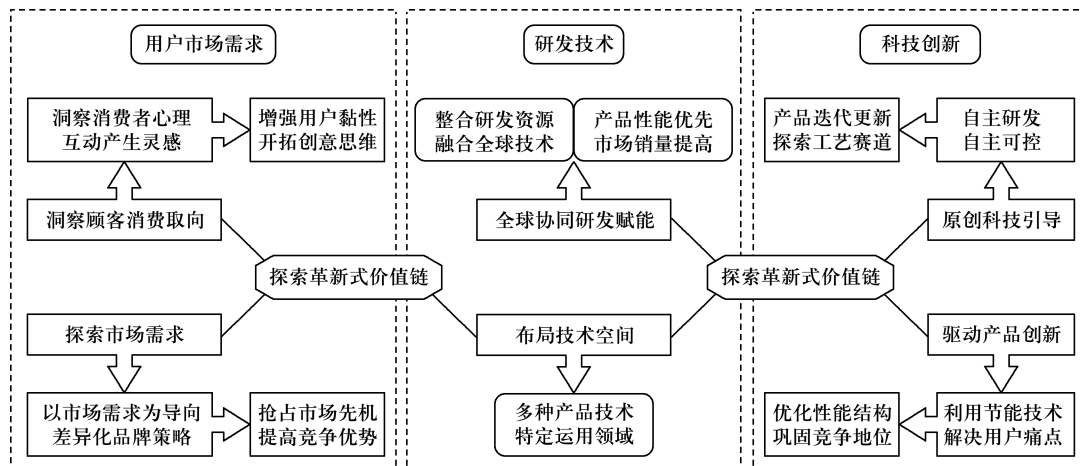 用户市场需求
洞察消费者心理
互动产生灵感
增强用户黏性
开拓创意思维
洞察顾客消费取向
探索革新式价值链
探索市场需求
以市场需求为导向
差异化品牌策略
抢占市场先机
提高竞争优势
研发技术
整合研发资源
融合全球技术
产品性能优先
市场销量提高
全球协同研发赋能
布局技术空间
多种产品技术
特定运用领域
科技创新
产品迭代更新
探索工艺赛道
自主研发
自主可控
原创科技引导
探索革新式价值链
驱动产品创新
优化性能结构
巩固竞争地位
利用节能技术
解决用户痛点